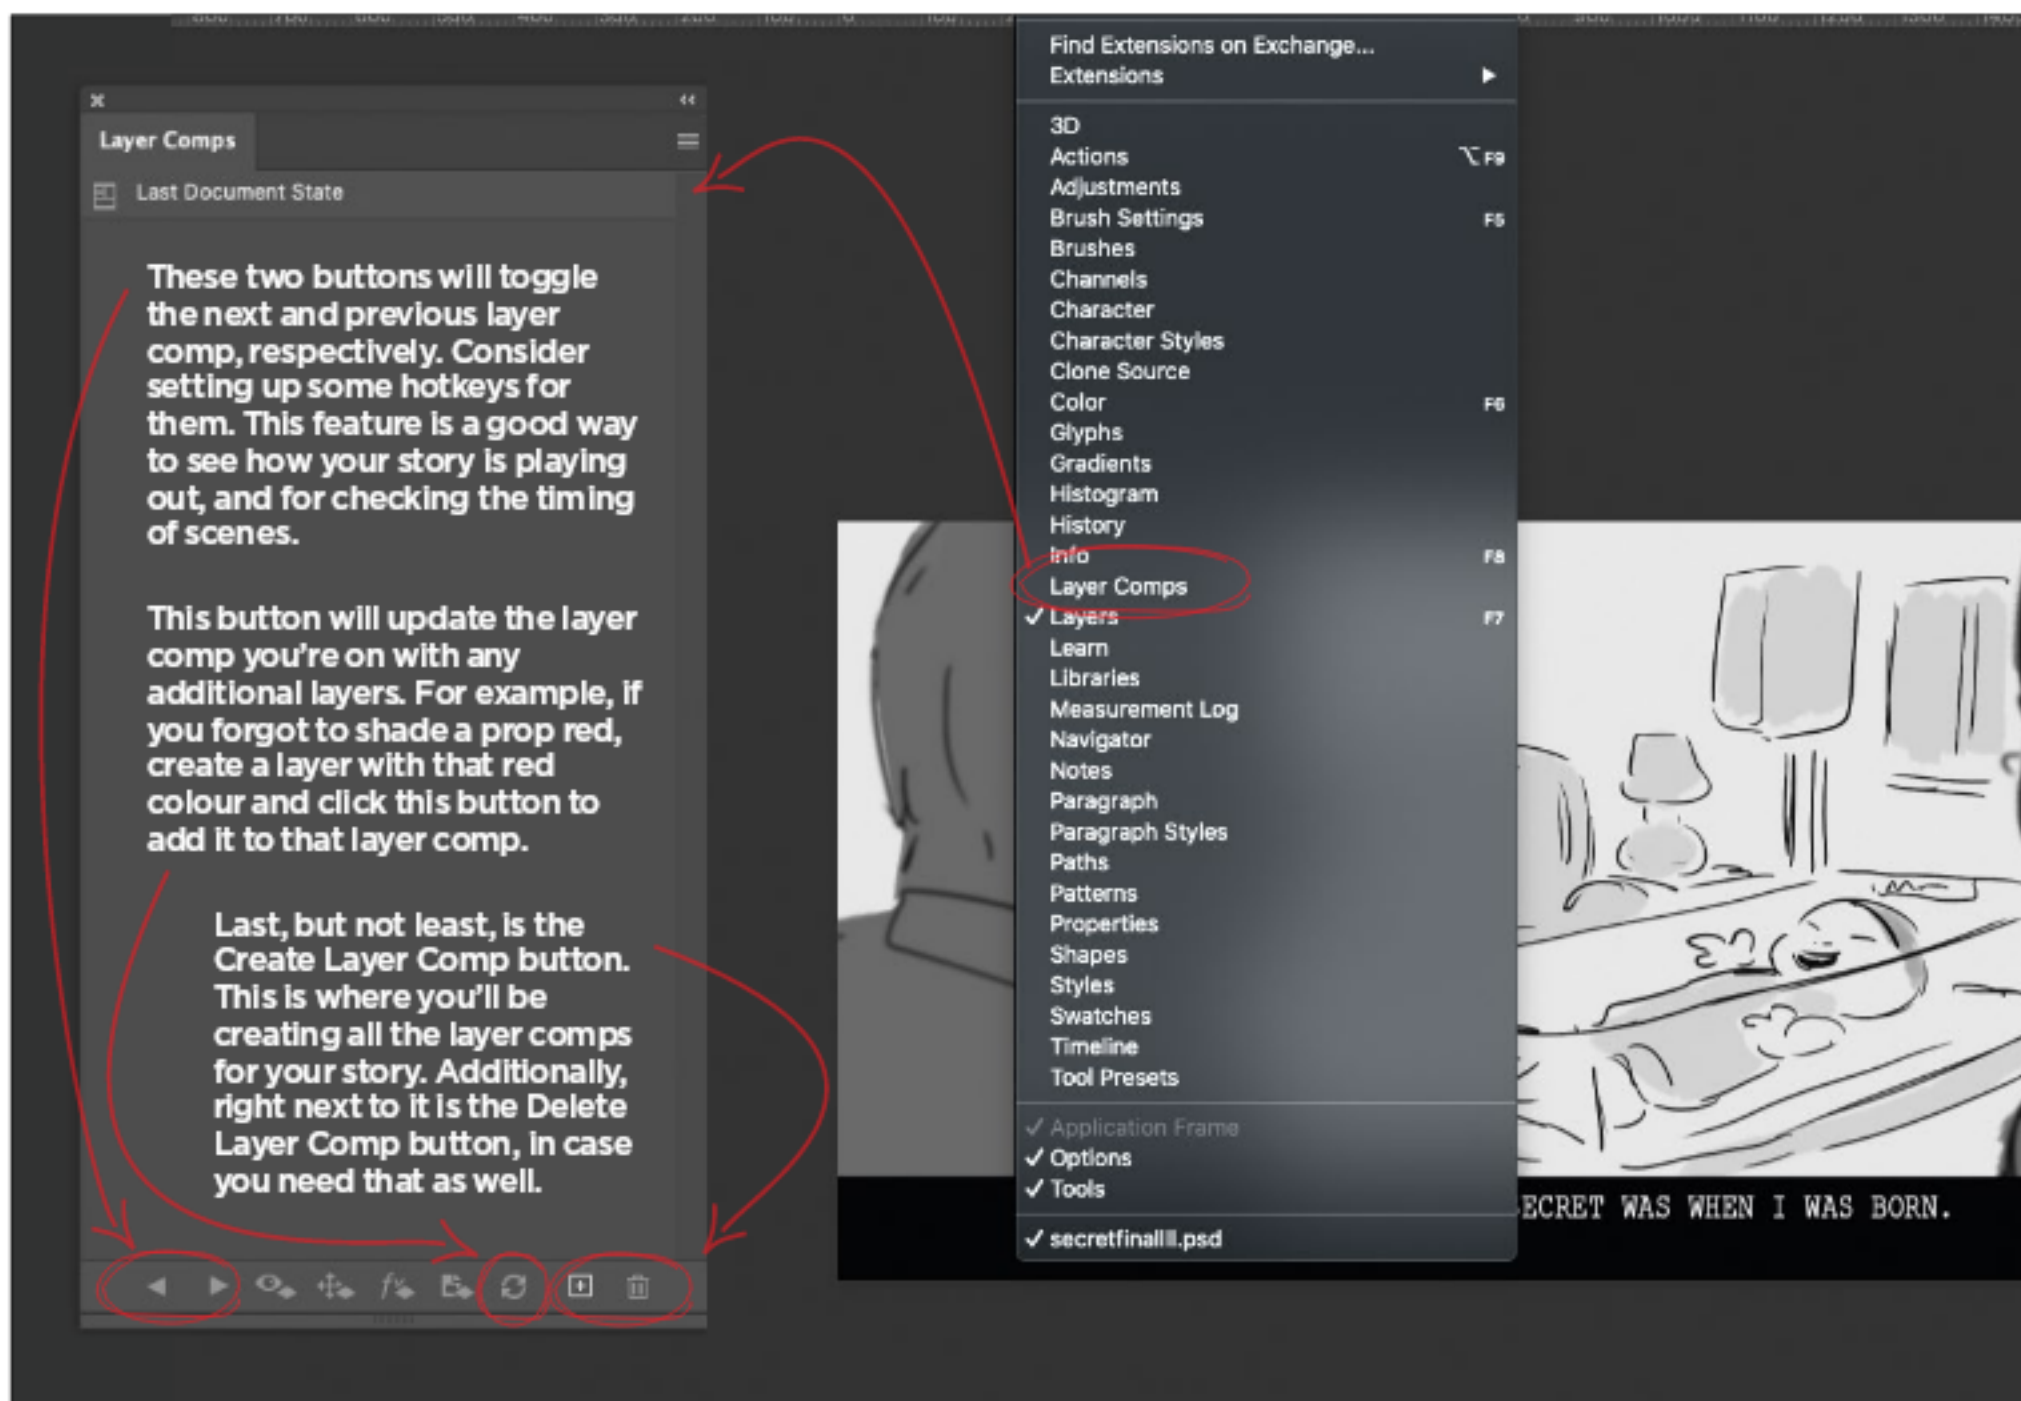 Layer Comps
Last Document State
These two buttons will toggle
the next and previous layer
comp, respectively. Consider
setting up some hotkeys for
them. This feature is a good way
to see how your story is playing
out, and for checking the timing
of scenes.
This button will update the layer
comp you're on with any
additional layers. For example, if
you forgot to shade a prop red,
create a layer with that red
colour and click this button to
add it to that layer comp.
Last, but not least, is the
Create Layer Comp button.
This is where you'll be
creating all the layer comps
for your story. Additionally,
right next to it is the Delete
Layer Comp button, in case
you need that as well.
Find Extensions on Exchange...
Extensions
3D
Actions ⌥F9
Adjustments
Brush Settings F5
Brushes
Channels
Character
Character Styles
Clone Source
Color F6
Glyphs
Gradients
Histogram
History
Info F8
Layer Comps
✓ Layers F7
Learn
Libraries
Measurement Log
Navigator
Notes
Paragraph
Paragraph Styles
Paths
Patterns
Properties
Shapes
Styles
Swatches
Timeline
Tool Presets
✓ Application Frame
✓ Options
✓ Tools
WAS WHEN I WAS BORN.